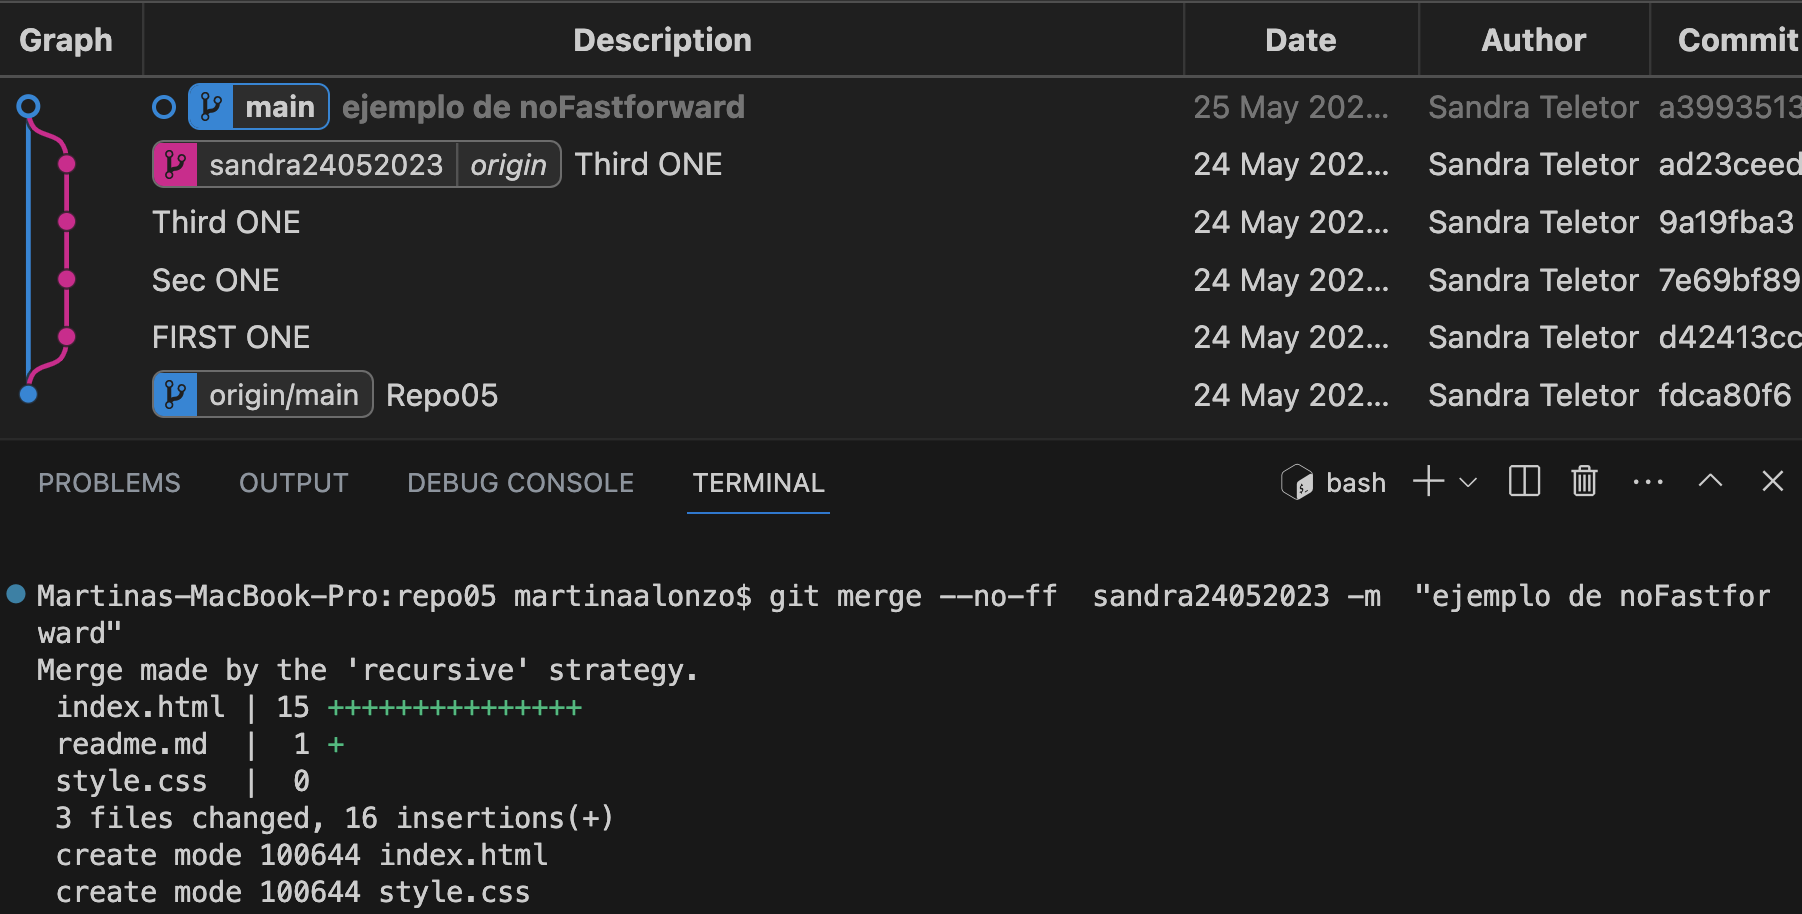 Graph Description Date Author Commit
main ejemplo de noFastforward 25 May 202... Sandra Teletor a3993513
sandra24052023 origin Third ONE 24 May 202... Sandra Teletor ad23ceed
Third ONE 24 May 202... Sandra Teletor 9a19fba3
Sec ONE 24 May 202... Sandra Teletor 7e69bf89
FIRST ONE 24 May 202... Sandra Teletor d42413cc
origin/main Repo05 24 May 202... Sandra Teletor fdca80f6
PROBLEMS OUTPUT DEBUG CONSOLE TERMINAL bash
Martinas-MacBook-Pro:repo05 martinaalonzo$ git merge --no-ff  sandra24052023 -m  "ejemplo de noFastfor
ward"
Merge made by the 'recursive' strategy.
 index.html | 15 +++++++++++++++
 readme.md  |  1 +
 style.css  |  0
 3 files changed, 16 insertions(+)
 create mode 100644 index.html
 create mode 100644 style.css